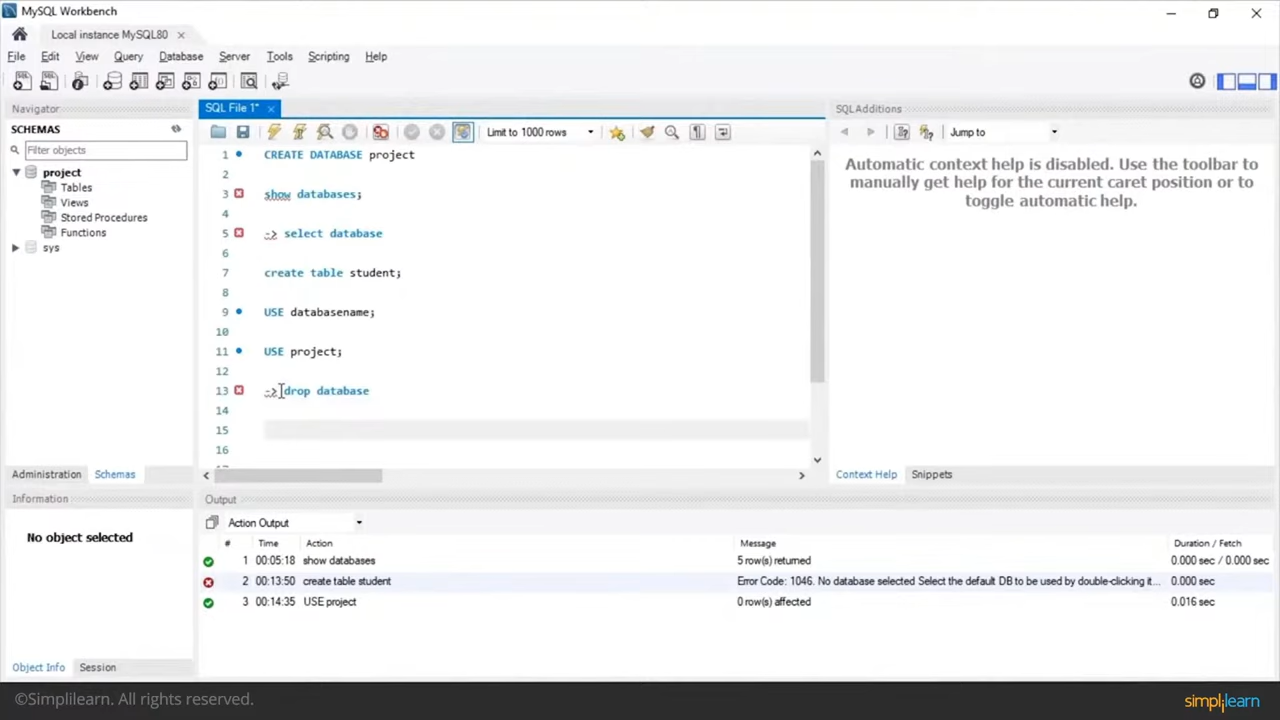 MySQL Workbench
Local instance MySQL80
File Edit View Query Database Server Tools Scripting Help
Navigator
SCHEMAS
Filter objects
project
Tables
Views
Stored Procedures
Functions
sys
Administration Schemas
Information
No object selected
Object Info Session
SQL File 1*
Limit to 1000 rows
1 CREATE DATABASE project
2
3 show databases;
4
5 -> select database
6
7 create table student;
8
9 USE databasename;
10
11 USE project;
12
13 -> drop database
14
15
16
SQLAdditions
Jump to
Automatic context help is disabled. Use the toolbar to
manually get help for the current caret position or to
toggle automatic help.
Context Help Snippets
Output
Action Output
# Time Action Message Duration / Fetch
1 00:05:18 show databases 5 row(s) returned 0.000 sec / 0.000 sec
2 00:13:50 create table student Error Code: 1046. No database selected Select the default DB to be used by double-clicking it... 0.000 sec
3 00:14:35 USE project 0 row(s) affected 0.016 sec
©Simplilearn. All rights reserved.
simplilearn